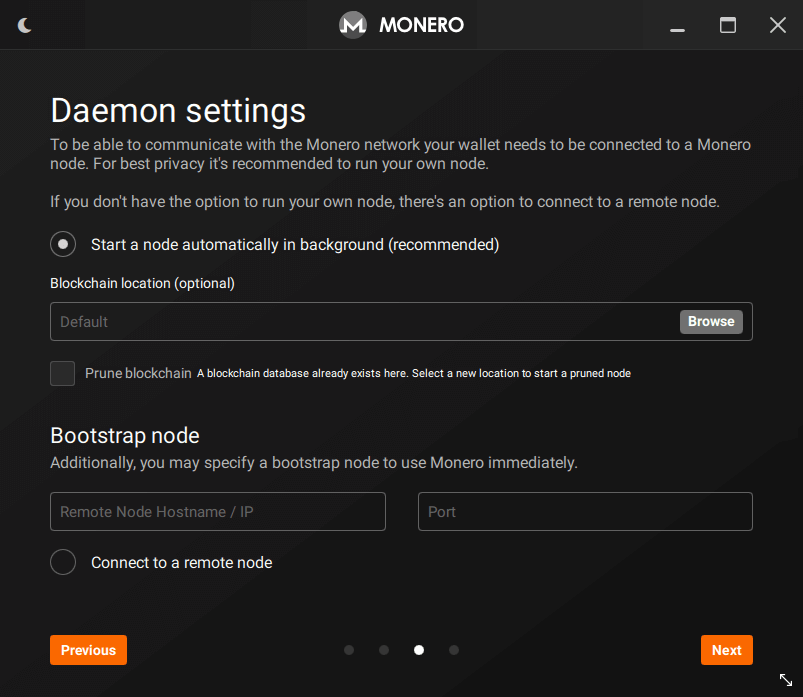 MONERO
Daemon settings
To be able to communicate with the Monero network your wallet needs to be connected to a Monero
node. For best privacy it's recommended to run your own node.
If you don't have the option to run your own node, there's an option to connect to a remote node.
Start a node automatically in background (recommended)
Blockchain location (optional)
Default Browse
Prune blockchain A blockchain database already exists here. Select a new location to start a pruned node
Bootstrap node
Additionally, you may specify a bootstrap node to use Monero immediately.
Remote Node Hostname / IP Port
Connect to a remote node
Previous Next